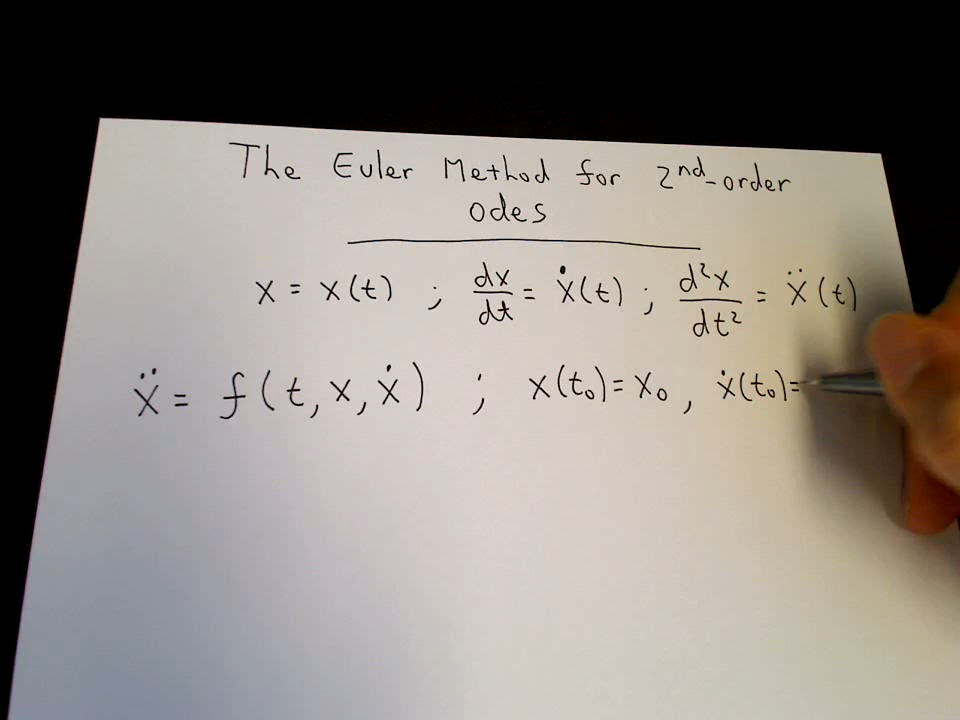 The Euler Method for 2nd-order
odes
x = x(t) ; dx/dt = ẋ(t) ; d²x/dt² = ẍ(t)
ẍ = f(t, x, ẋ) ; x(t₀) = x₀ , ẋ(t₀) =